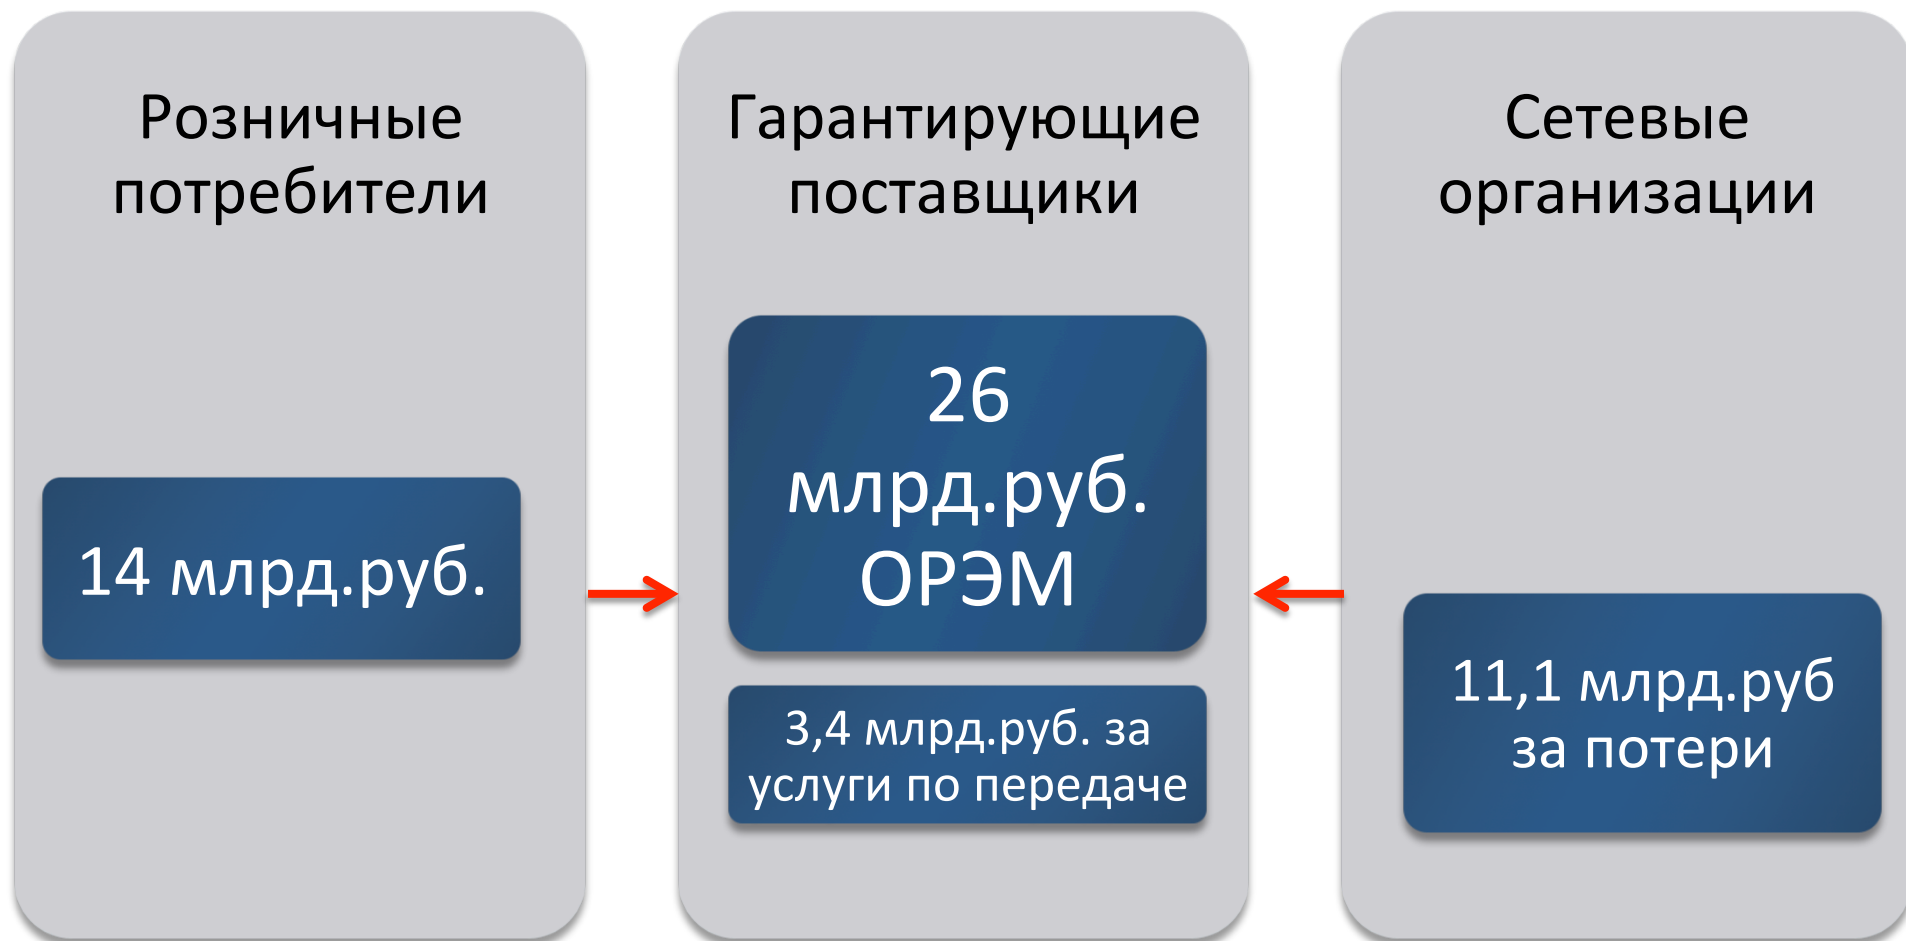 Розничные
потребители
14 млрд.руб.
Гарантирующие
поставщики
26
млрд.руб.
ОРЭМ
3,4 млрд.руб. за
услуги по передаче
Сетевые
организации
11,1 млрд.руб
за потери